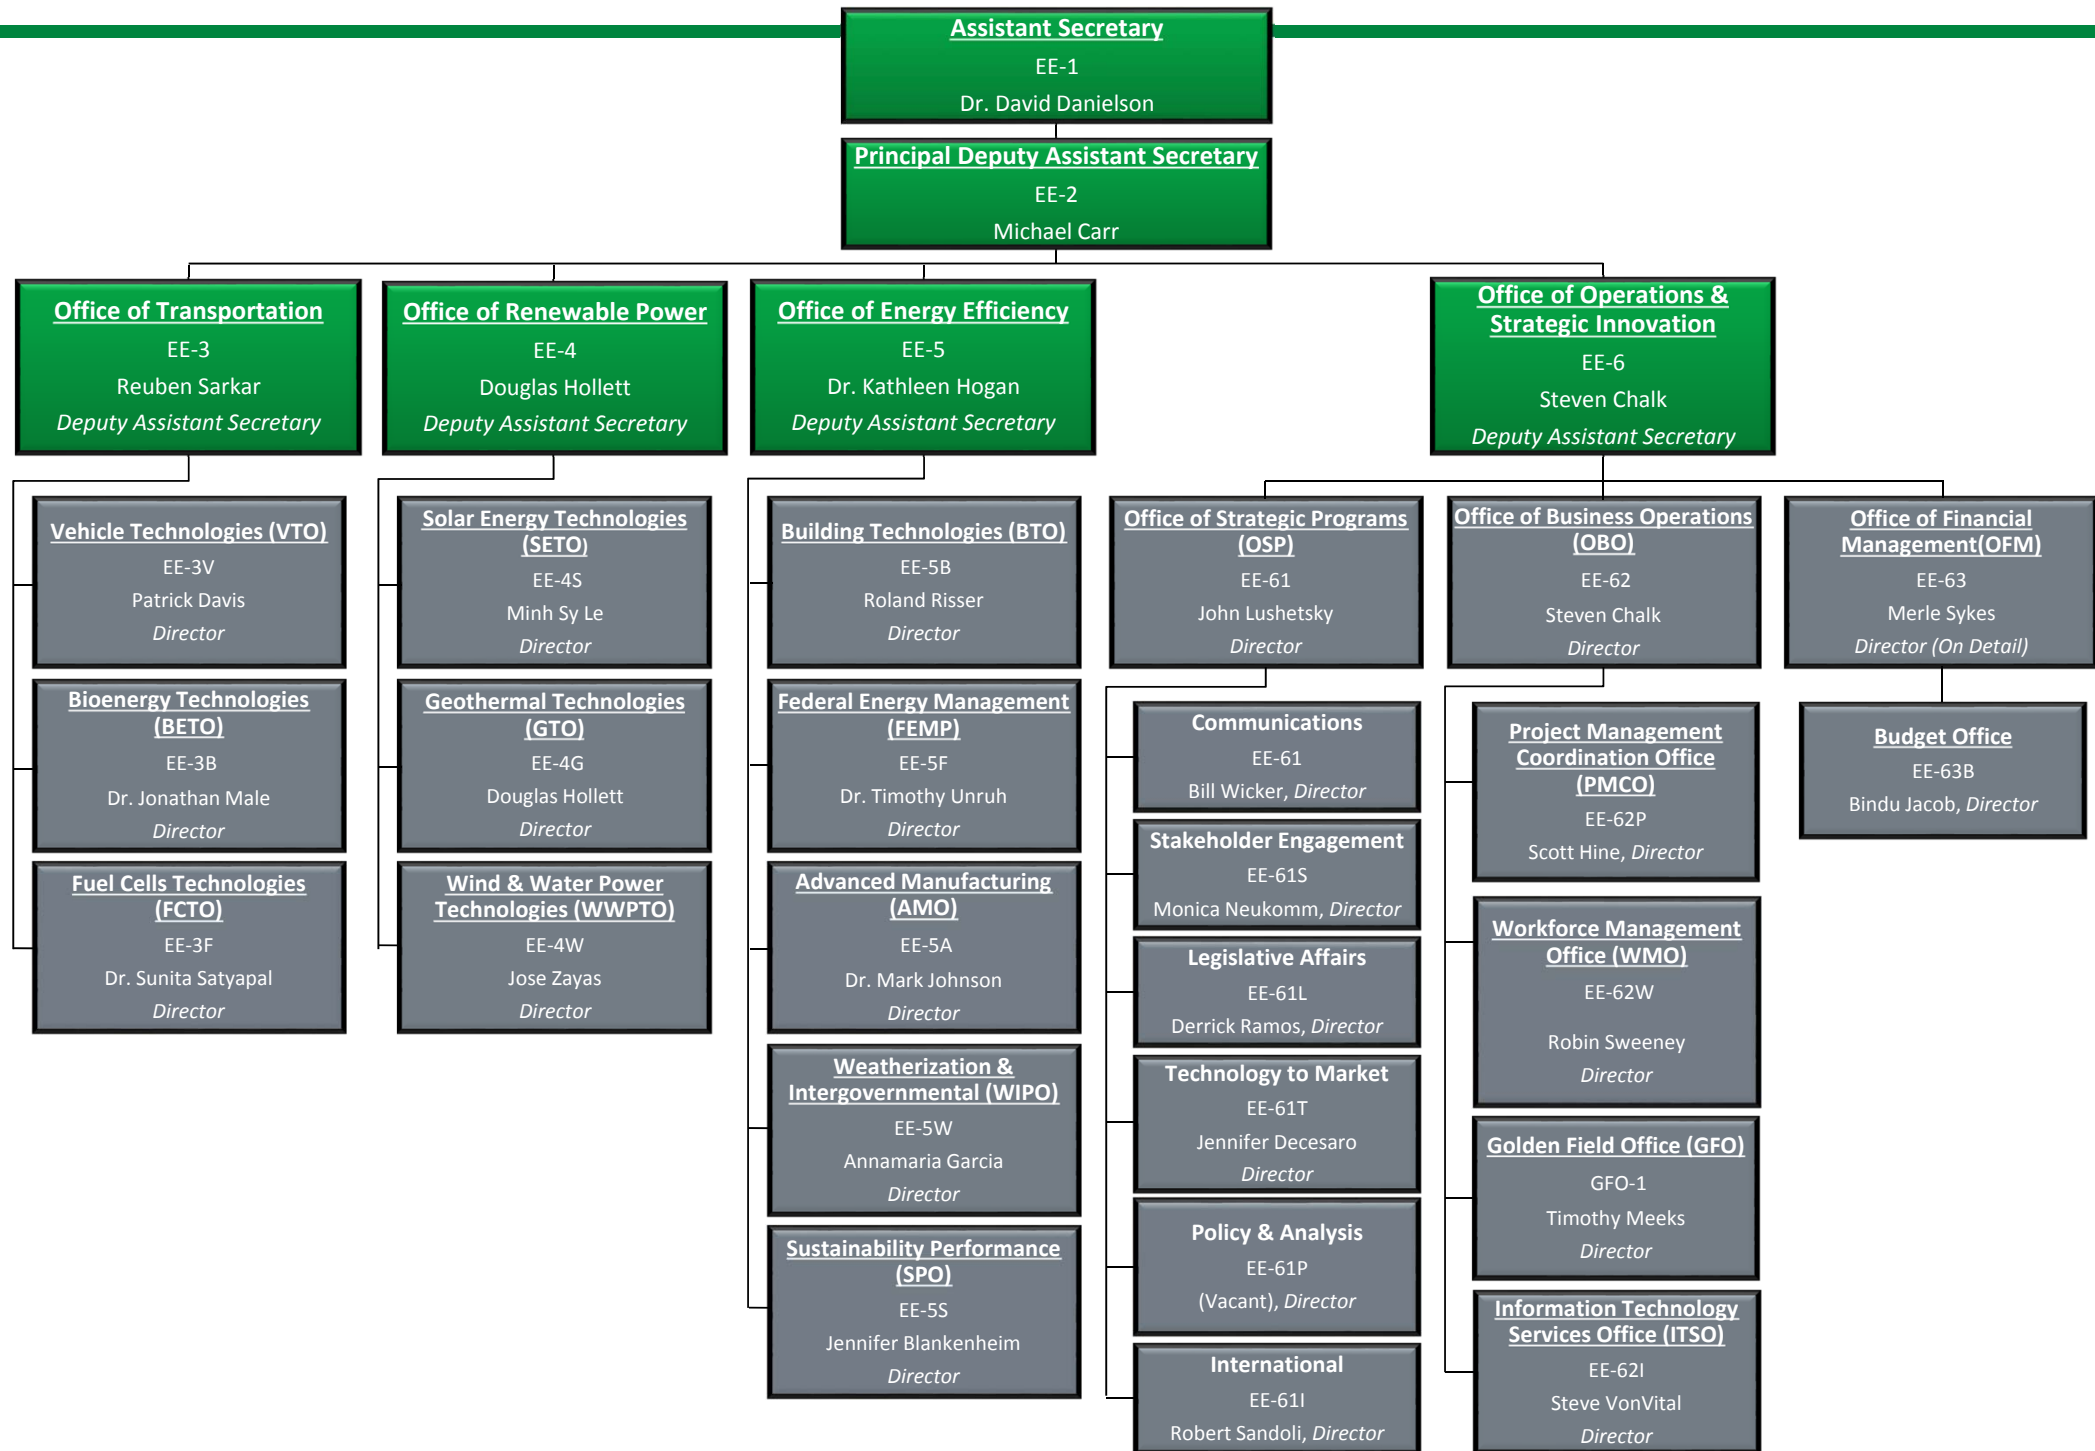 Assistant Secretary
EE-1
Dr. David Danielson
Principal Deputy Assistant Secretary
EE-2
Michael Carr
Office of Transportation
EE-3
Reuben Sarkar
Deputy Assistant Secretary
Office of Renewable Power
EE-4
Douglas Hollett
Deputy Assistant Secretary
Office of Energy Efficiency
EE-5
Dr. Kathleen Hogan
Deputy Assistant Secretary
Office of Operations &
Strategic Innovation
EE-6
Steven Chalk
Deputy Assistant Secretary
Vehicle Technologies (VTO)
EE-3V
Patrick Davis
Director
Bioenergy Technologies
(BETO)
EE-3B
Dr. Jonathan Male
Director
Fuel Cells Technologies
(FCTO)
EE-3F
Dr. Sunita Satyapal
Director
Solar Energy Technologies
(SETO)
EE-4S
Minh Sy Le
Director
Geothermal Technologies
(GTO)
EE-4G
Douglas Hollett
Director
Wind & Water Power
Technologies (WWPTO)
EE-4W
Jose Zayas
Director
Building Technologies (BTO)
EE-5B
Roland Risser
Director
Federal Energy Management
(FEMP)
EE-5F
Dr. Timothy Unruh
Director
Advanced Manufacturing
(AMO)
EE-5A
Dr. Mark Johnson
Director
Weatherization &
Intergovernmental (WIPO)
EE-5W
Annamaria Garcia
Director
Sustainability Performance
(SPO)
EE-5S
Jennifer Blankenheim
Director
Office of Strategic Programs
(OSP)
EE-61
John Lushetsky
Director
Communications
EE-61
Bill Wicker, Director
Stakeholder Engagement
EE-61S
Monica Neukomm, Director
Legislative Affairs
EE-61L
Derrick Ramos, Director
Technology to Market
EE-61T
Jennifer Decesaro
Director
Policy & Analysis
EE-61P
(Vacant), Director
International
EE-61I
Robert Sandoli, Director
Office of Business Operations
(OBO)
EE-62
Steven Chalk
Director
Project Management
Coordination Office
(PMCO)
EE-62P
Scott Hine, Director
Workforce Management
Office (WMO)
EE-62W
Robin Sweeney
Director
Golden Field Office (GFO)
GFO-1
Timothy Meeks
Director
Information Technology
Services Office (ITSO)
EE-62I
Steve VonVital
Director
Office of Financial
Management(OFM)
EE-63
Merle Sykes
Director (On Detail)
Budget Office
EE-63B
Bindu Jacob, Director